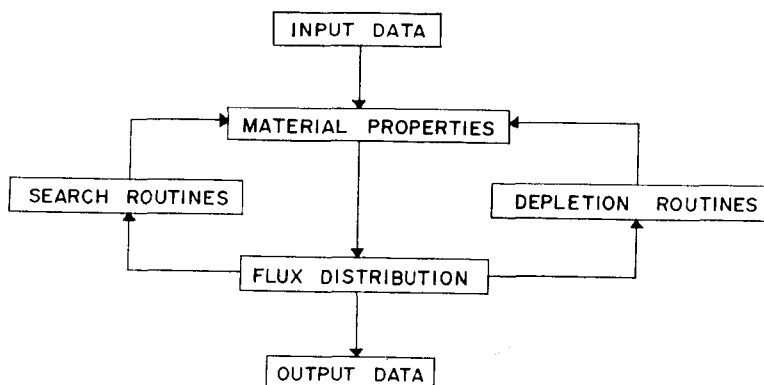 INPUT DATA
MATERIAL PROPERTIES
SEARCH ROUTINES
DEPLETION ROUTINES
FLUX DISTRIBUTION
OUTPUT DATA